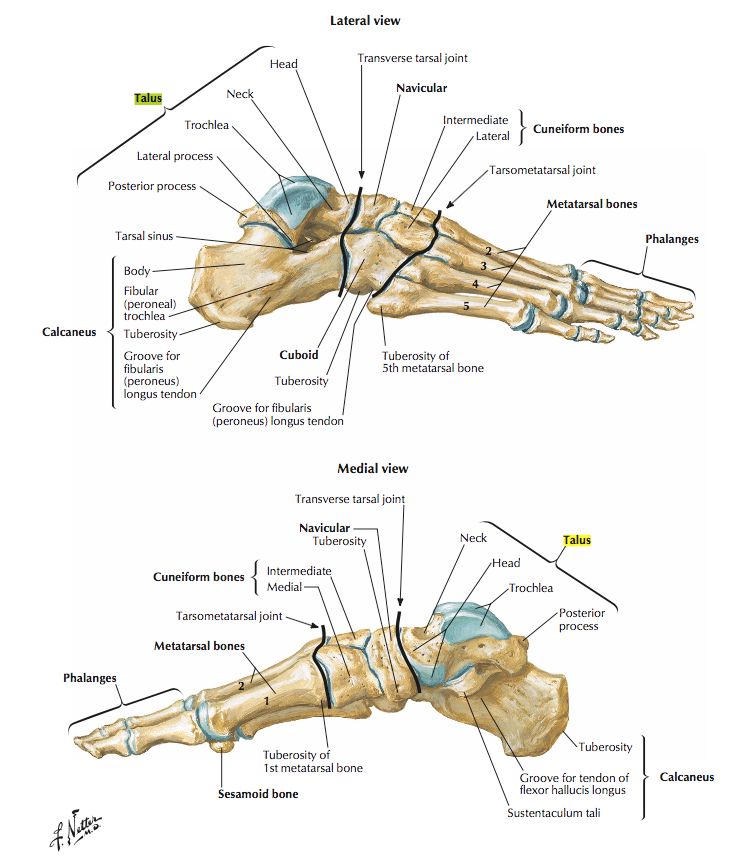 Lateral view
Head
Transverse tarsal joint
Talus
Neck
Navicular
Trochlea
Intermediate
Lateral
Cuneiform bones
Lateral process
Tarsometatarsal joint
Posterior process
Metatarsal bones
Tarsal sinus
Phalanges
2
3
4
5
Calcaneus
Body
Fibular
(peroneal)
trochlea
Tuberosity
Groove for
fibularis
(peroneus)
longus tendon
Cuboid
Tuberosity
Groove for fibularis
(peroneus) longus tendon
Tuberosity of
5th metatarsal bone
Medial view
Transverse tarsal joint
Navicular
Tuberosity
Neck
Talus
Head
Cuneiform bones
Intermediate
Medial
Trochlea
Tarsometatarsal joint
Posterior
process
Metatarsal bones
Phalanges
2
1
Tuberosity of
1st metatarsal bone
Sesamoid bone
Tuberosity
Groove for tendon of
flexor hallucis longus
Calcaneus
Sustentaculum tali
F. Netter
M.D.